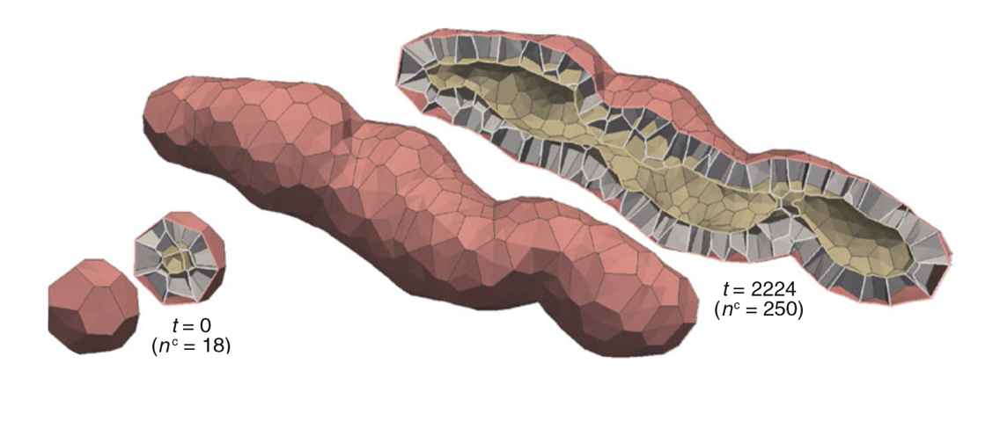 t = 0
(nᶜ = 18)
t = 2224
(nᶜ = 250)